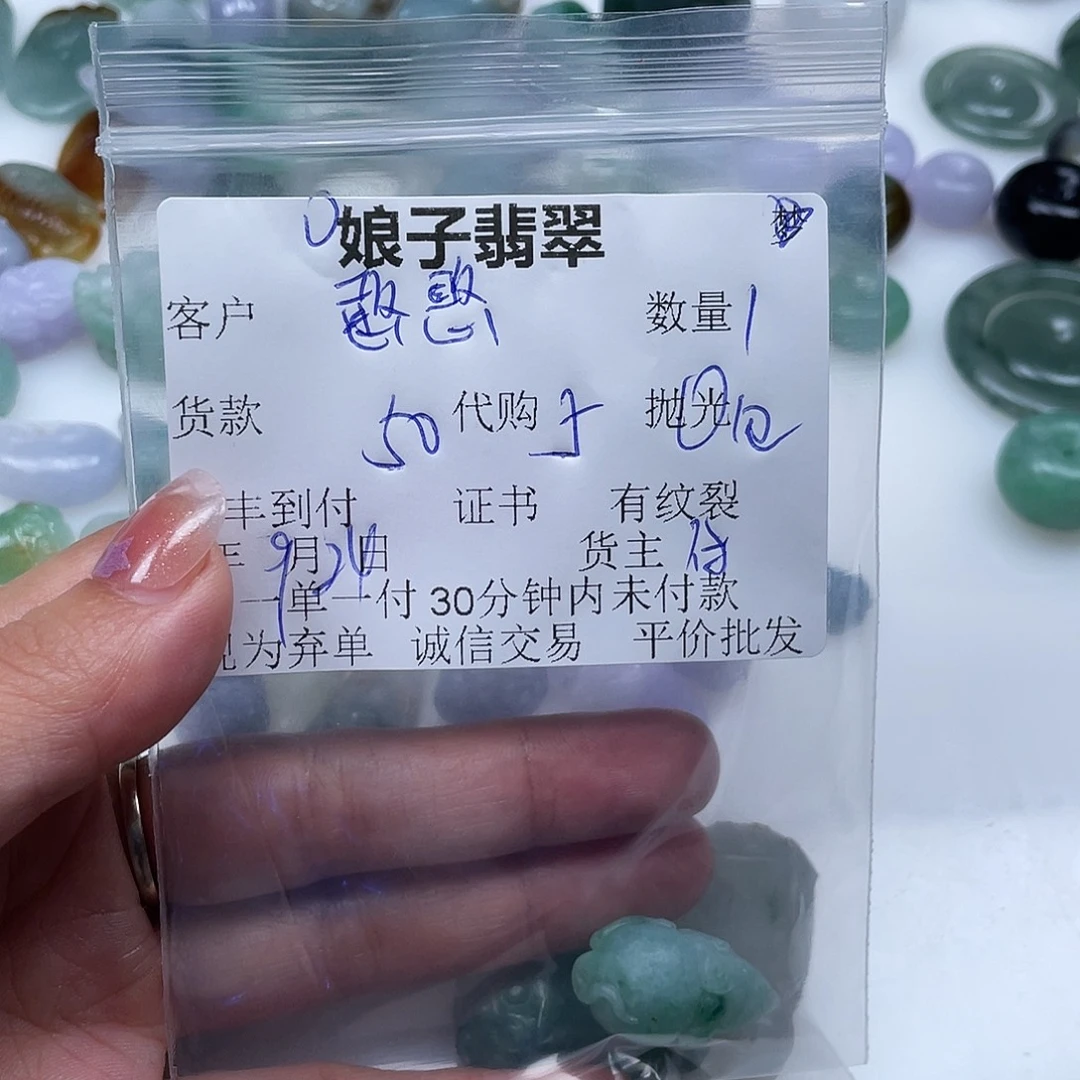 娘子翡翠
客户 数量 1
货款 50 代购 5 抛光
丰到付 证书 有纹裂
9月24日 货主
一单一付 30分钟内未付款
视为弃单 诚信交易 平价批发